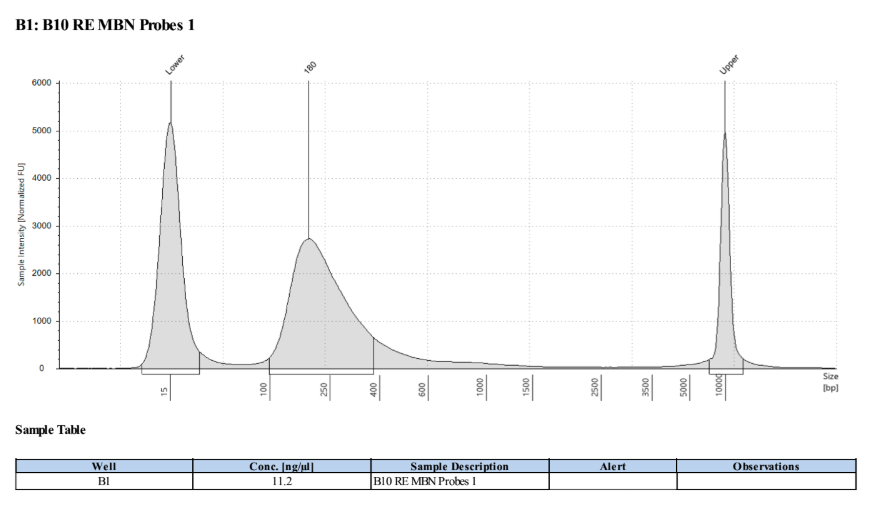 B1: B10 RE MBN Probes 1
Lower
180
Upper
Sample Intensity [Normalized FU]
6000
5000
4000
3000
2000
1000
0
15
100
250
400
600
1000
1500
2500
3500
5000
10000
Size
[bp]
Sample Table
Well Conc. [ng/µl] Sample Description Alert Observations
B1 11.2 B10 RE MBN Probes 1